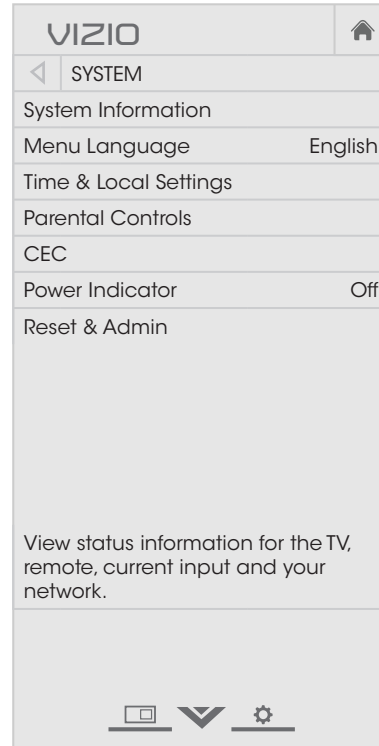 VIZIO
SYSTEM
System Information
Menu Language English
Time & Local Settings
Parental Controls
CEC
Power Indicator Off
Reset & Admin
View status information for the TV,
remote, current input and your
network.